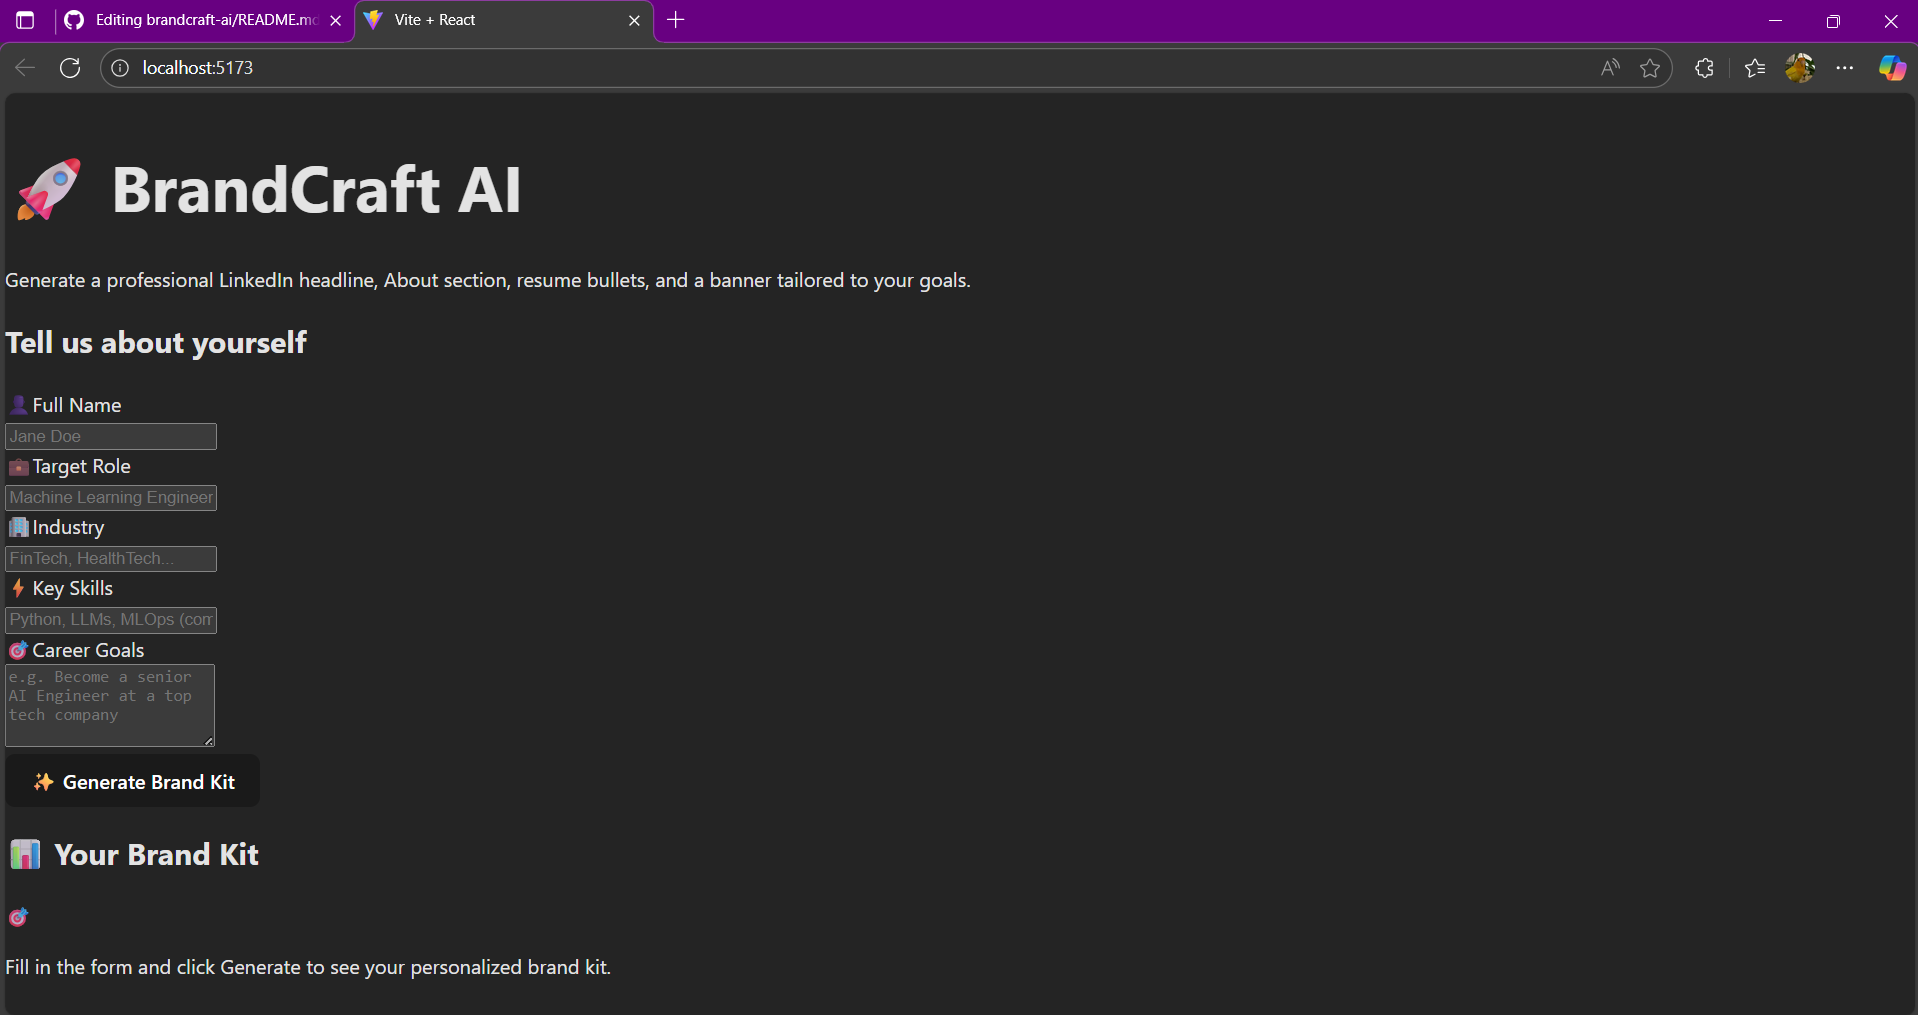 Editing brandcraft-ai/README.md
Vite + React
localhost:5173
🚀 BrandCraft AI
Generate a professional LinkedIn headline, About section, resume bullets, and a banner tailored to your goals.
Tell us about yourself
👤Full Name
Jane Doe
💼Target Role
Machine Learning Engineer
🏢Industry
FinTech, HealthTech...
⚡Key Skills
Python, LLMs, MLOps (com
🎯Career Goals
e.g. Become a senior
AI Engineer at a top
tech company
✨ Generate Brand Kit
📊 Your Brand Kit
🎯
Fill in the form and click Generate to see your personalized brand kit.